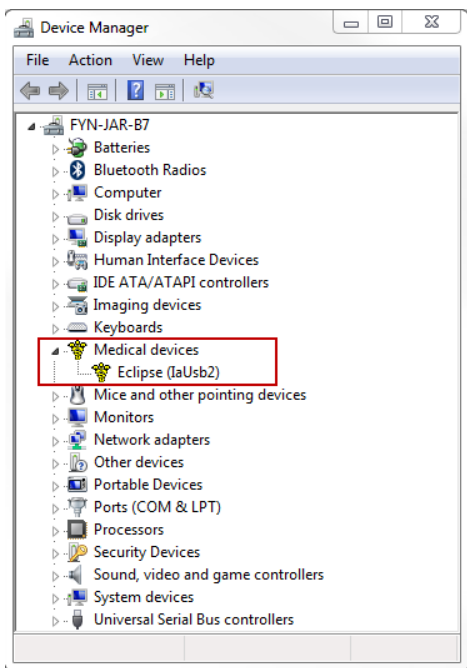 Device Manager
File Action View Help
FYN-JAR-B7
Batteries
Bluetooth Radios
Computer
Disk drives
Display adapters
Human Interface Devices
IDE ATA/ATAPI controllers
Imaging devices
Keyboards
Medical devices
Eclipse (IaUsb2)
Mice and other pointing devices
Monitors
Network adapters
Other devices
Portable Devices
Ports (COM & LPT)
Processors
Security Devices
Sound, video and game controllers
System devices
Universal Serial Bus controllers